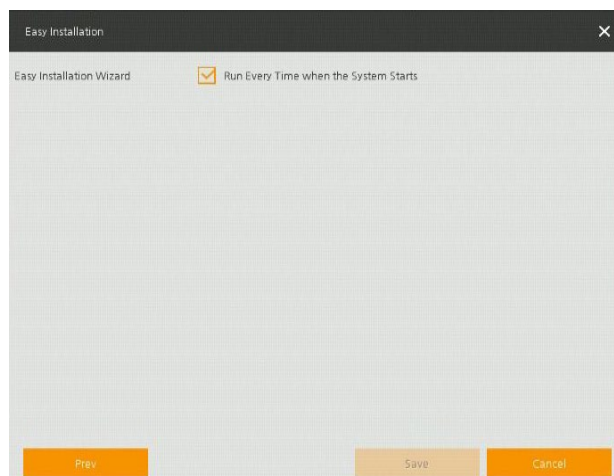 Easy Installation
Easy Installation Wizard Run Every Time when the System Starts
Prev Save Cancel